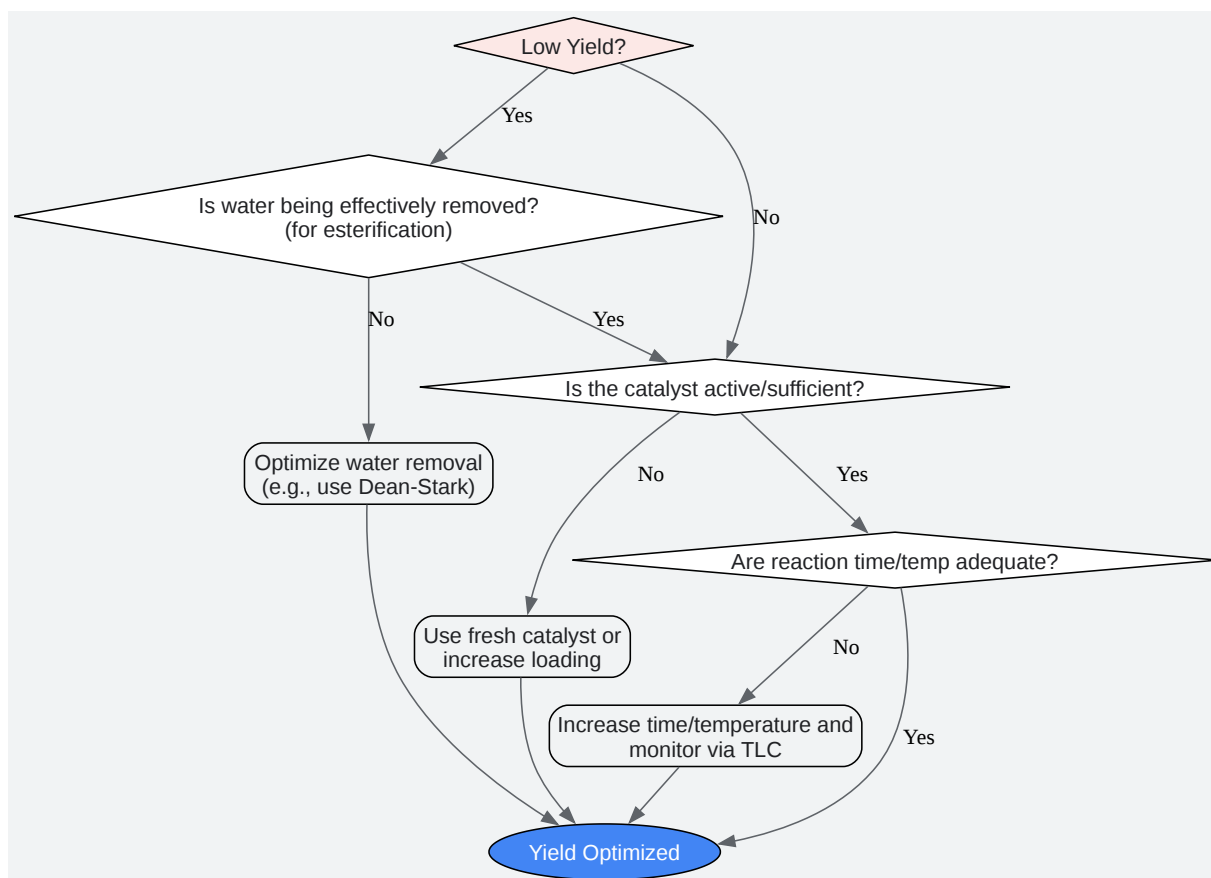 Low Yield?
Yes
Is water being effectively removed?
(for esterification)
No
No
Yes
Is the catalyst active/sufficient?
Optimize water removal
(e.g., use Dean-Stark)
No
Yes
Are reaction time/temp adequate?
Use fresh catalyst or
increase loading
No
Increase time/temperature and
monitor via TLC
Yes
Yield Optimized